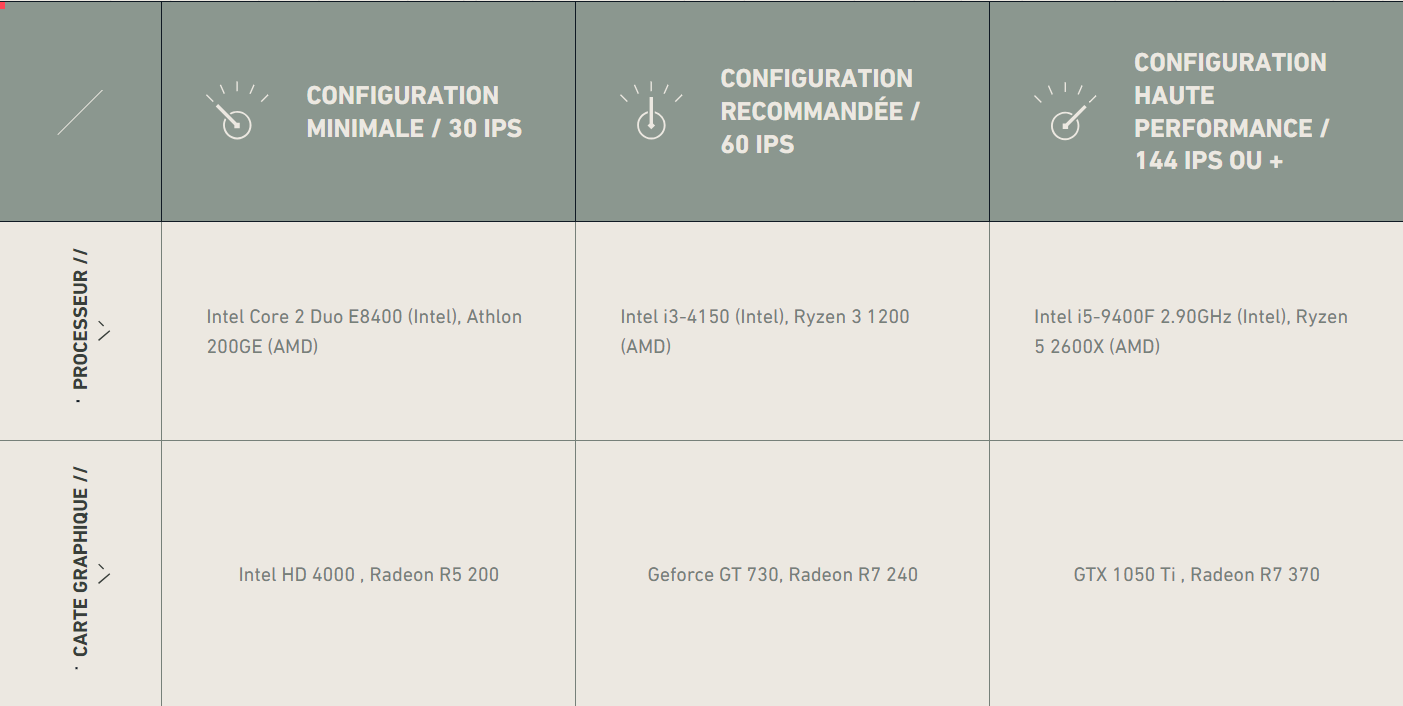 CONFIGURATION
MINIMALE / 30 IPS
CONFIGURATION
RECOMMANDÉE /
60 IPS
CONFIGURATION
HAUTE
PERFORMANCE /
144 IPS OU +
· PROCESSEUR //
Intel Core 2 Duo E8400 (Intel), Athlon
200GE (AMD)
Intel i3-4150 (Intel), Ryzen 3 1200
(AMD)
Intel i5-9400F 2.90GHz (Intel), Ryzen
5 2600X (AMD)
· CARTE GRAPHIQUE //
Intel HD 4000 , Radeon R5 200
Geforce GT 730, Radeon R7 240
GTX 1050 Ti , Radeon R7 370